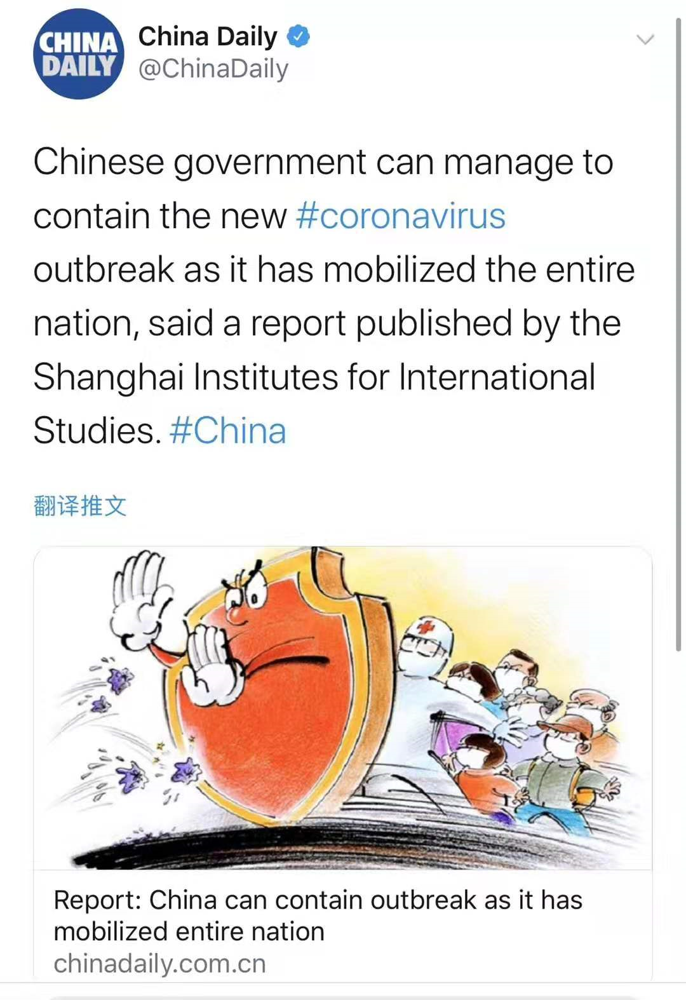 CHINA
DAILY
China Daily
@ChinaDaily
Chinese government can manage to
contain the new #coronavirus
outbreak as it has mobilized the entire
nation, said a report published by the
Shanghai Institutes for International
Studies. #China
翻译推文
Report: China can contain outbreak as it has
mobilized entire nation
chinadaily.com.cn